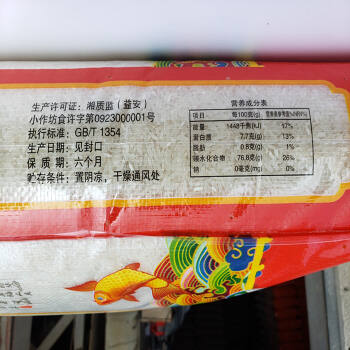 生产许可证：湘质监（益安）
小作坊食许字第0923000001号
执行标准：GB/T 1354
生产日期：见封口
保 质 期：六个月
贮存条件：置阴凉，干燥通风处
营养成分表
项目 每100克(g) 营养素参考值%(NRV%)
能量 1448千焦(kJ) 17%
蛋白质 7.7克(g) 13%
脂肪 0.8克(g) 1%
碳水化合物 76.8克(g) 26%
钠 0毫克(mg) 0%